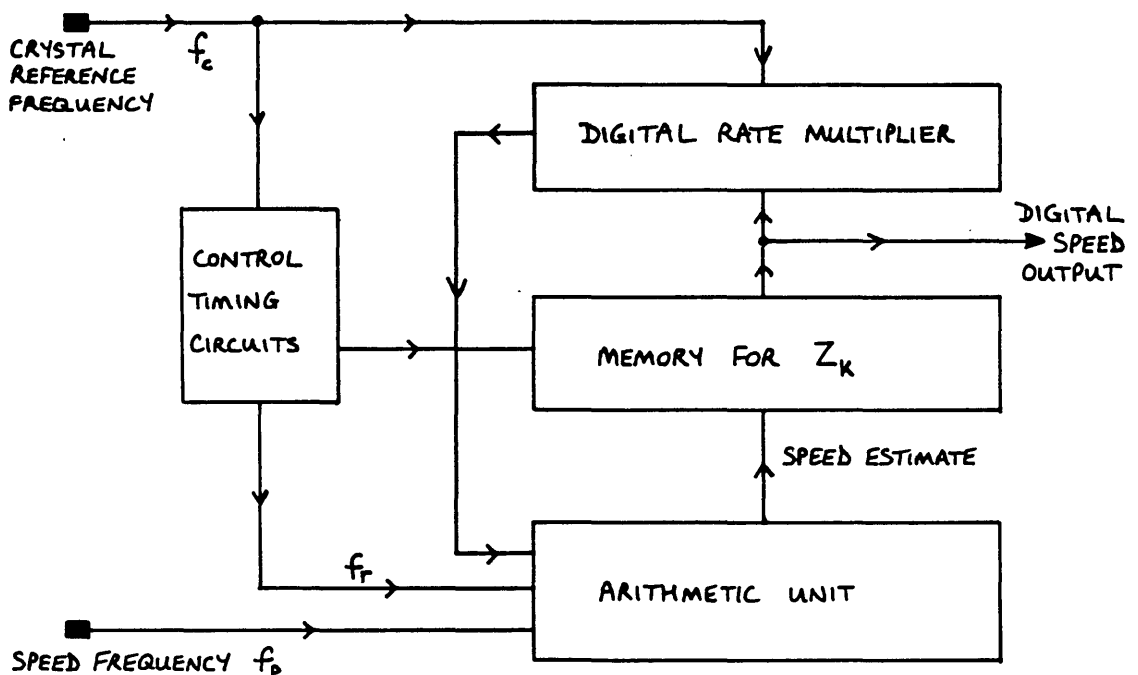 CRYSTAL
REFERENCE
FREQUENCY
f_c
DIGITAL RATE MULTIPLIER
CONTROL
TIMING
CIRCUITS
DIGITAL
SPEED
OUTPUT
MEMORY FOR Z_K
SPEED ESTIMATE
f_r
ARITHMETIC UNIT
SPEED FREQUENCY f_p